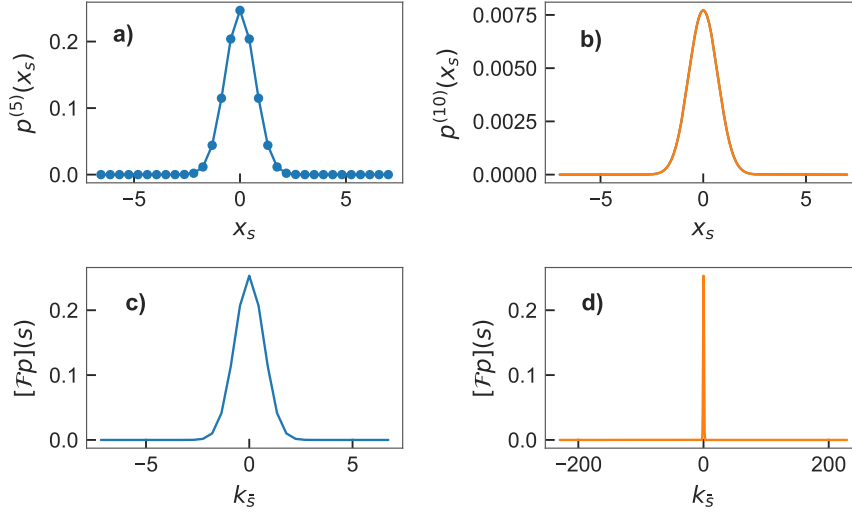 a)
p^{(5)}(x_s)
0.2
0.1
0.0
−5 0 5
x_s
b)
p^{(10)}(x_s)
0.0075
0.0050
0.0025
0.0000
−5 0 5
x_s
c)
[ℱp](s)
0.2
0.1
0.0
−5 0 5
k_{s̄}
d)
[ℱp](s)
0.2
0.1
0.0
−200 0 200
k_{s̄}